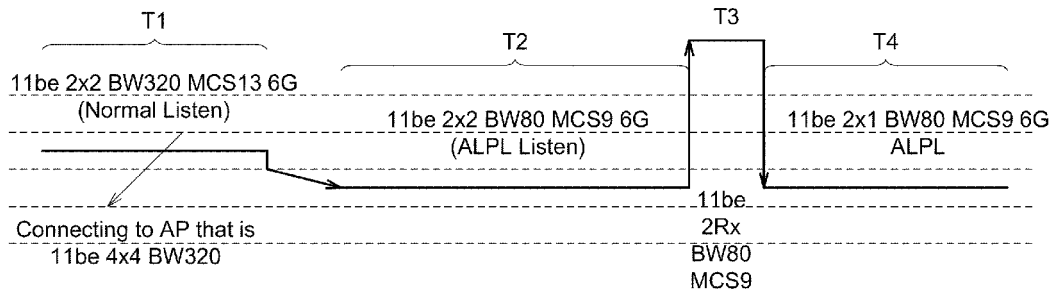 T1
T2
T3
T4
11be 2x2 BW320 MCS13 6G
(Normal Listen)
11be 2x2 BW80 MCS9 6G
(ALPL Listen)
11be 2x1 BW80 MCS9 6G
ALPL
Connecting to AP that is
11be 4x4 BW320
11be
2Rx
BW80
MCS9